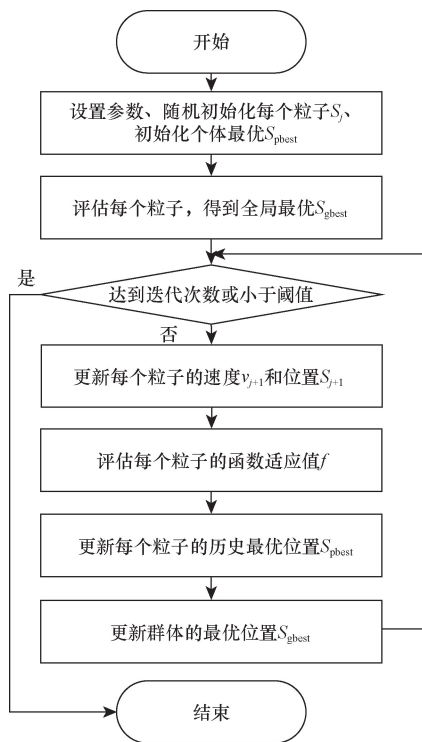 开始
设置参数、随机初始化每个粒子Sj、
初始化个体最优Spbest
评估每个粒子，得到全局最优Sgbest
是
达到迭代次数或小于阈值
否
更新每个粒子的速度vj+1和位置Sj+1
评估每个粒子的函数适应值f
更新每个粒子的历史最优位置Spbest
更新群体的最优位置Sgbest
结束